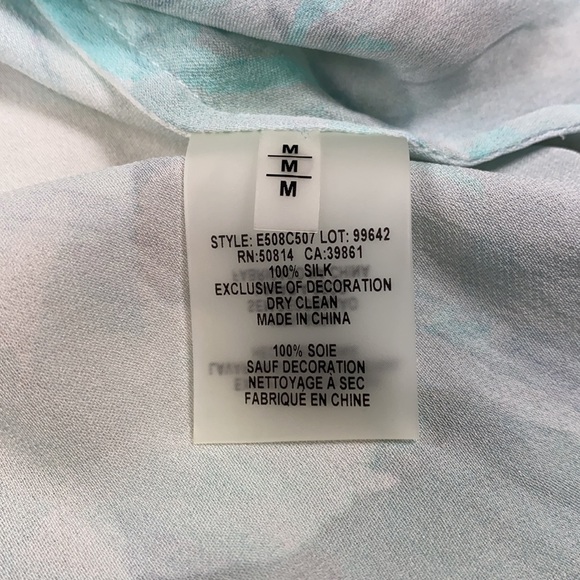 M
M
M
STYLE: E508C507 LOT: 99642
RN:50814 CA:39861
100% SILK
EXCLUSIVE OF DECORATION
DRY CLEAN
MADE IN CHINA
100% SOIE
SAUF DECORATION
NETTOYAGE À SEC
FABRIQUÉ EN CHINE